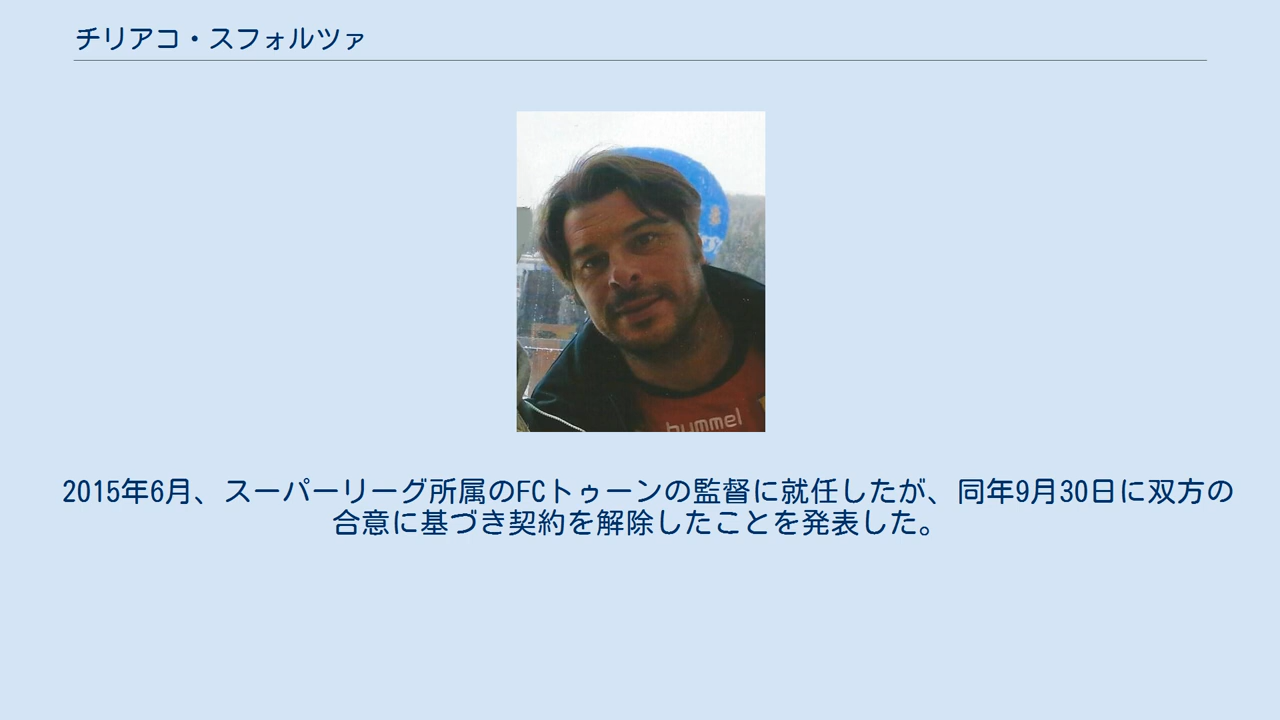 チリアコ・スフォルツァ
hummel
2015年6月、スーパーリーグ所属のFCトゥーンの監督に就任したが、同年9月30日に双方の
合意に基づき契約を解除したことを発表した。